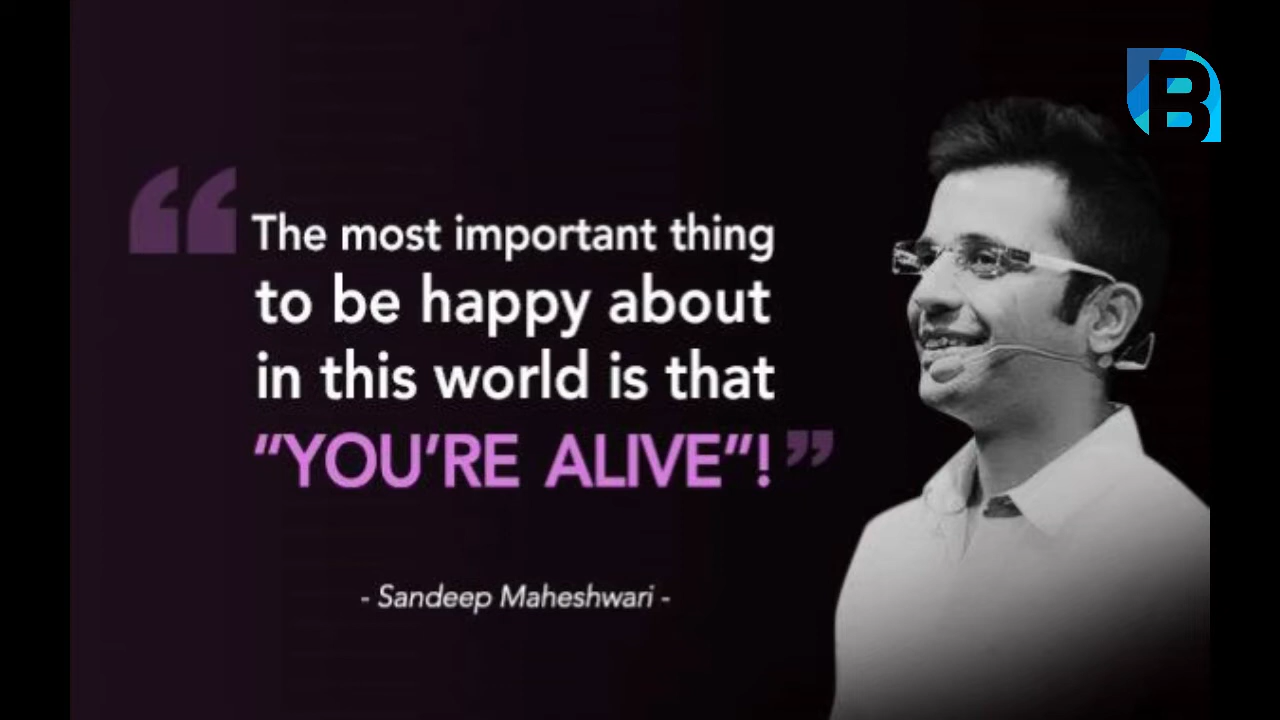 “
The most important thing
to be happy about
in this world is that
“YOU’RE ALIVE”! ”
- Sandeep Maheshwari -
B